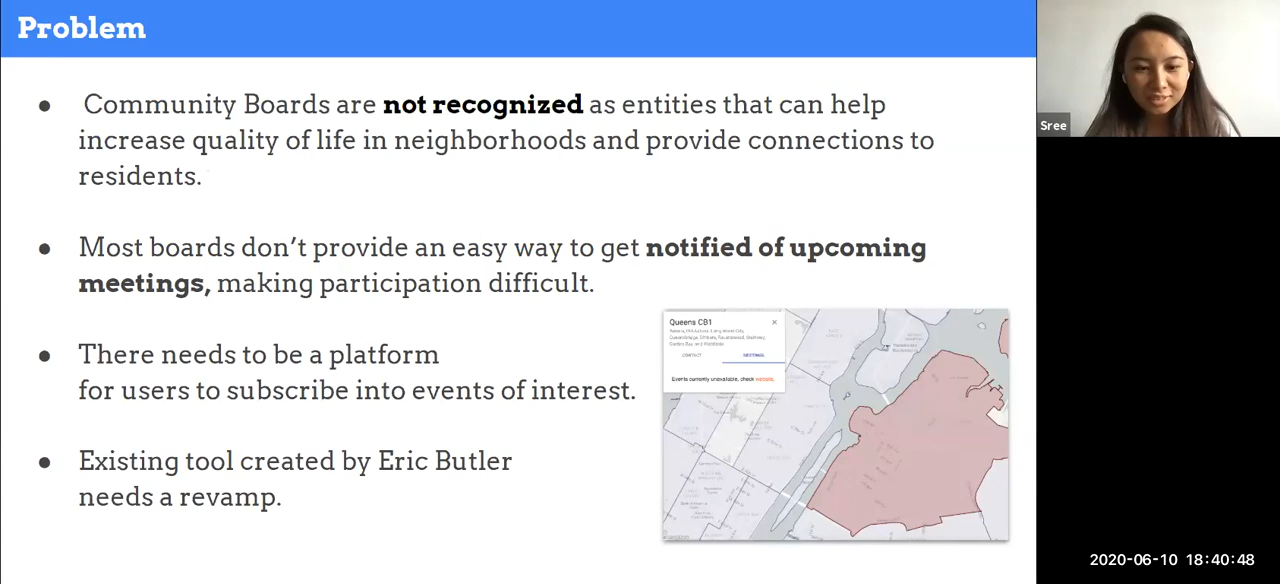 Problem
● Community Boards are not recognized as entities that can help
increase quality of life in neighborhoods and provide connections to
residents.
● Most boards don't provide an easy way to get notified of upcoming
meetings, making participation difficult.
● There needs to be a platform
for users to subscribe into events of interest.
● Existing tool created by Eric Butler
needs a revamp.
Queens CB1
CONTACT MEETINGS
Events currently unavailable, check website.
Sree
2020-06-10 18:40:48